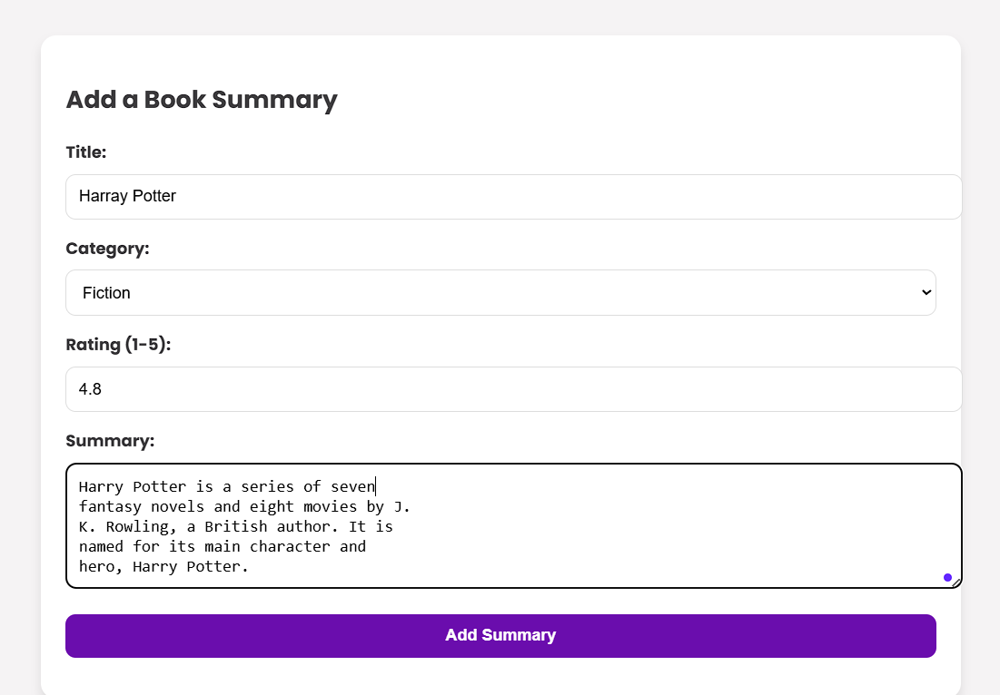 Add a Book Summary
Title:
Harray Potter
Category:
Fiction
Rating (1-5):
4.8
Summary:
Harry Potter is a series of seven
fantasy novels and eight movies by J.
K. Rowling, a British author. It is
named for its main character and
hero, Harry Potter.
Add Summary